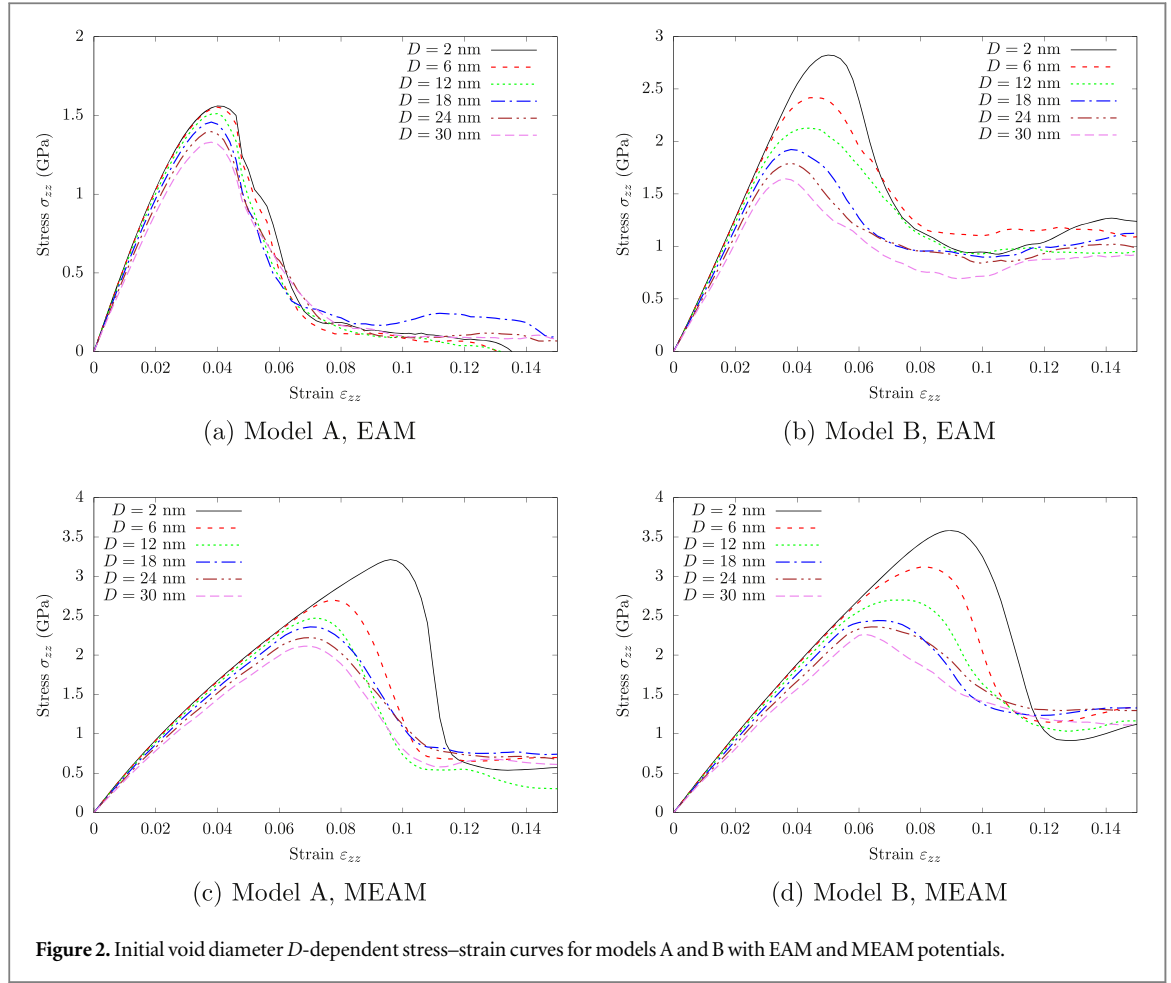 2
1.5
1
0.5
0
0 0.02 0.04 0.06 0.08 0.1 0.12 0.14
Stress σzz (GPa)
Strain εzz
D = 2 nm
D = 6 nm
D = 12 nm
D = 18 nm
D = 24 nm
D = 30 nm
(a) Model A, EAM
3
2.5
2
1.5
1
0.5
0
0 0.02 0.04 0.06 0.08 0.1 0.12 0.14
Stress σzz (GPa)
Strain εzz
D = 2 nm
D = 6 nm
D = 12 nm
D = 18 nm
D = 24 nm
D = 30 nm
(b) Model B, EAM
4
3.5
3
2.5
2
1.5
1
0.5
0
0 0.02 0.04 0.06 0.08 0.1 0.12 0.14
Stress σzz (GPa)
Strain εzz
D = 2 nm
D = 6 nm
D = 12 nm
D = 18 nm
D = 24 nm
D = 30 nm
(c) Model A, MEAM
4
3.5
3
2.5
2
1.5
1
0.5
0
0 0.02 0.04 0.06 0.08 0.1 0.12 0.14
Stress σzz (GPa)
Strain εzz
D = 2 nm
D = 6 nm
D = 12 nm
D = 18 nm
D = 24 nm
D = 30 nm
(d) Model B, MEAM
Figure 2. Initial void diameter D-dependent stress–strain curves for models A and B with EAM and MEAM potentials.